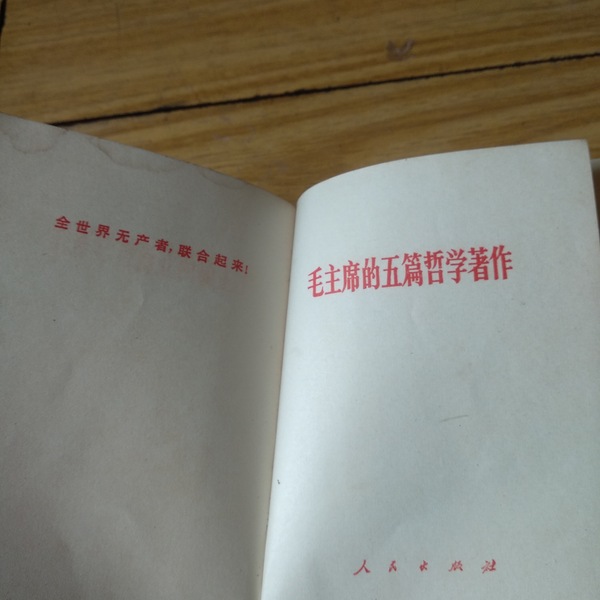 全世界无产者，联合起来！
毛主席的五篇哲学著作
人民出版社